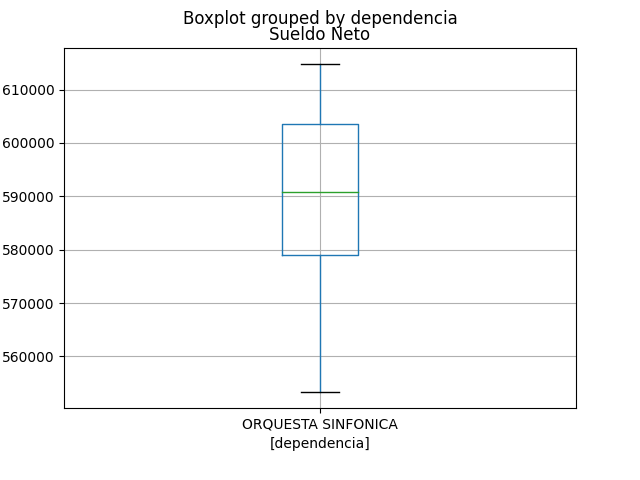 Boxplot grouped by dependencia
Sueldo Neto
610000
600000
590000
580000
570000
560000
ORQUESTA SINFONICA
[dependencia]